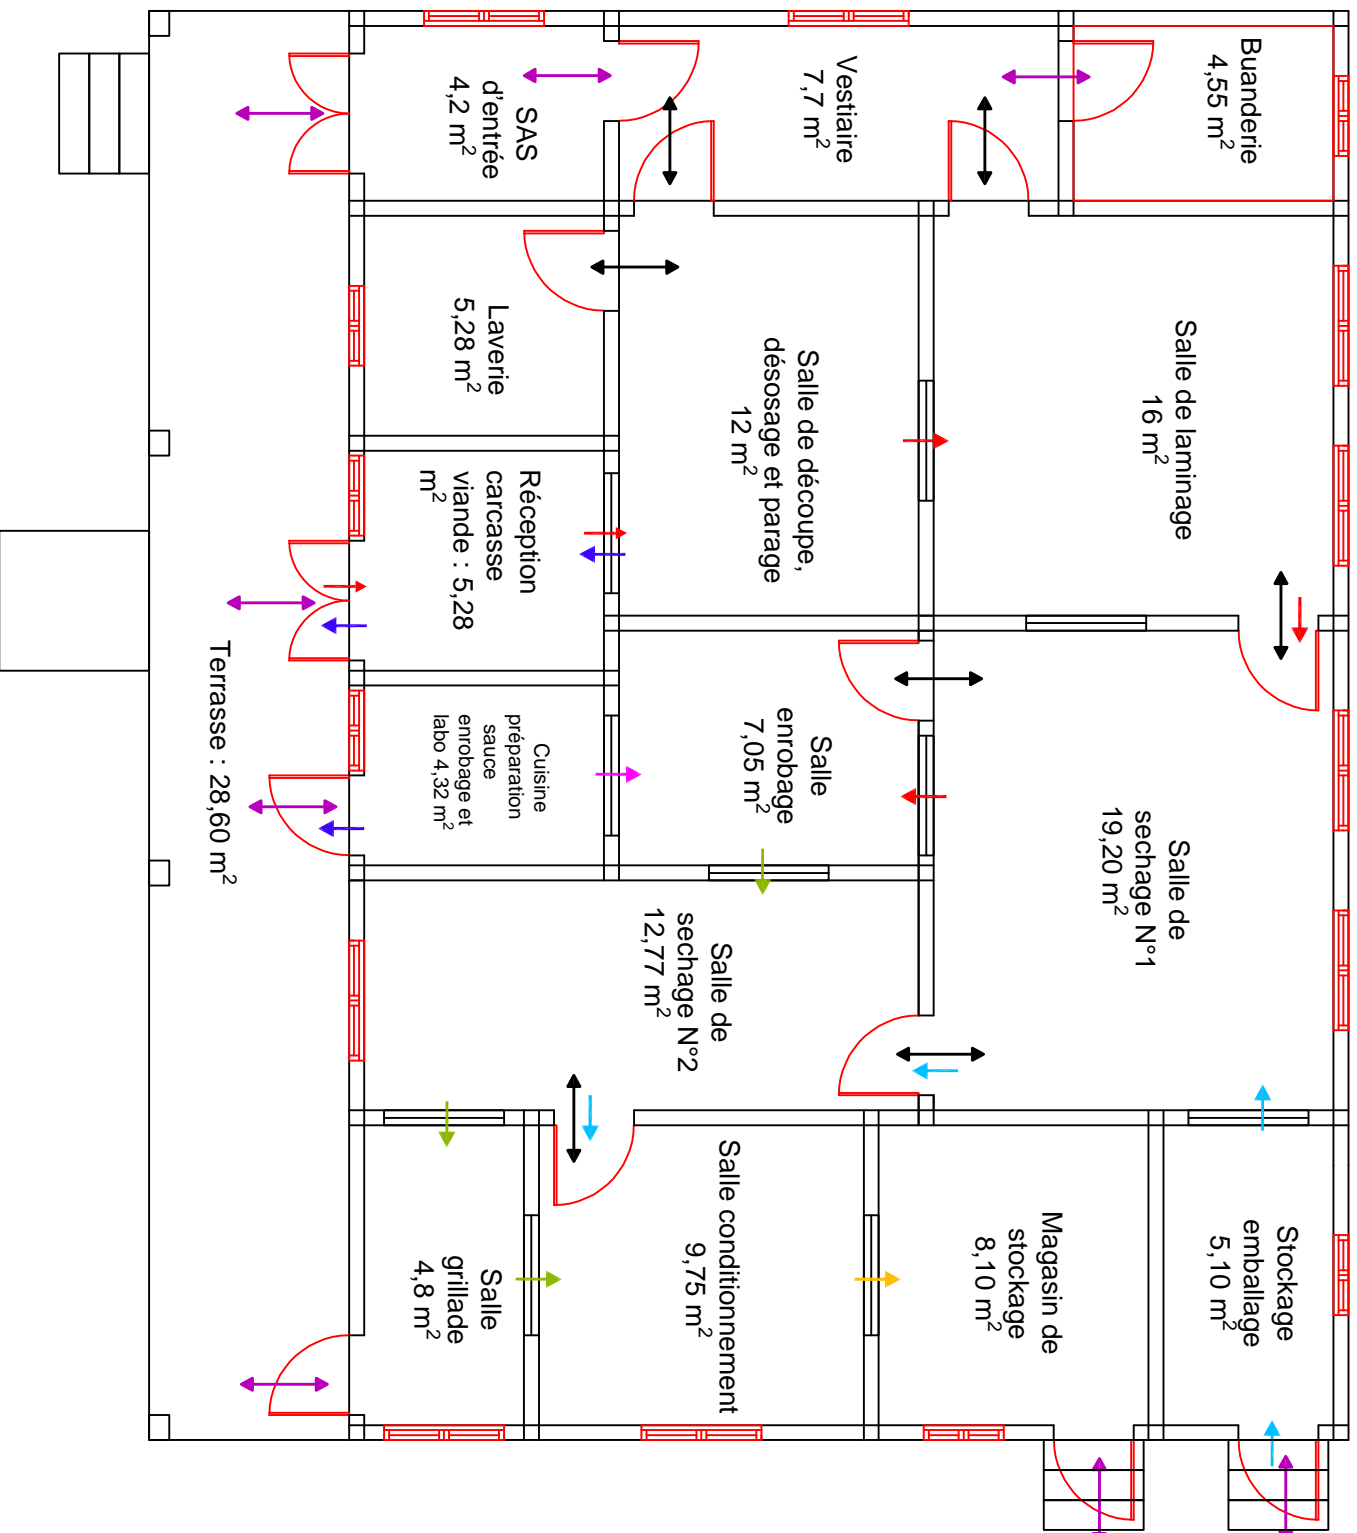 Buanderie
4,55 m²
Vestiaire
7,7 m²
SAS
d'entrée
4,2 m²
Salle de laminage
16 m²
Salle de découpe,
désosage et parage
12 m²
Laverie
5,28 m²
Réception
carcasse
viande : 5,28
m²
Cuisine
préparation
sauce
enrobage et
labo 4,32 m²
Salle
enrobage
7,05 m²
Salle de
sechage N°1
19,20 m²
Salle de
sechage N°2
12,77 m²
Terrasse : 28,60 m²
Stockage
emballage
5,10 m²
Magasin de
stockage
8,10 m²
Salle conditionnement
9,75 m²
Salle
grillade
4,8 m²